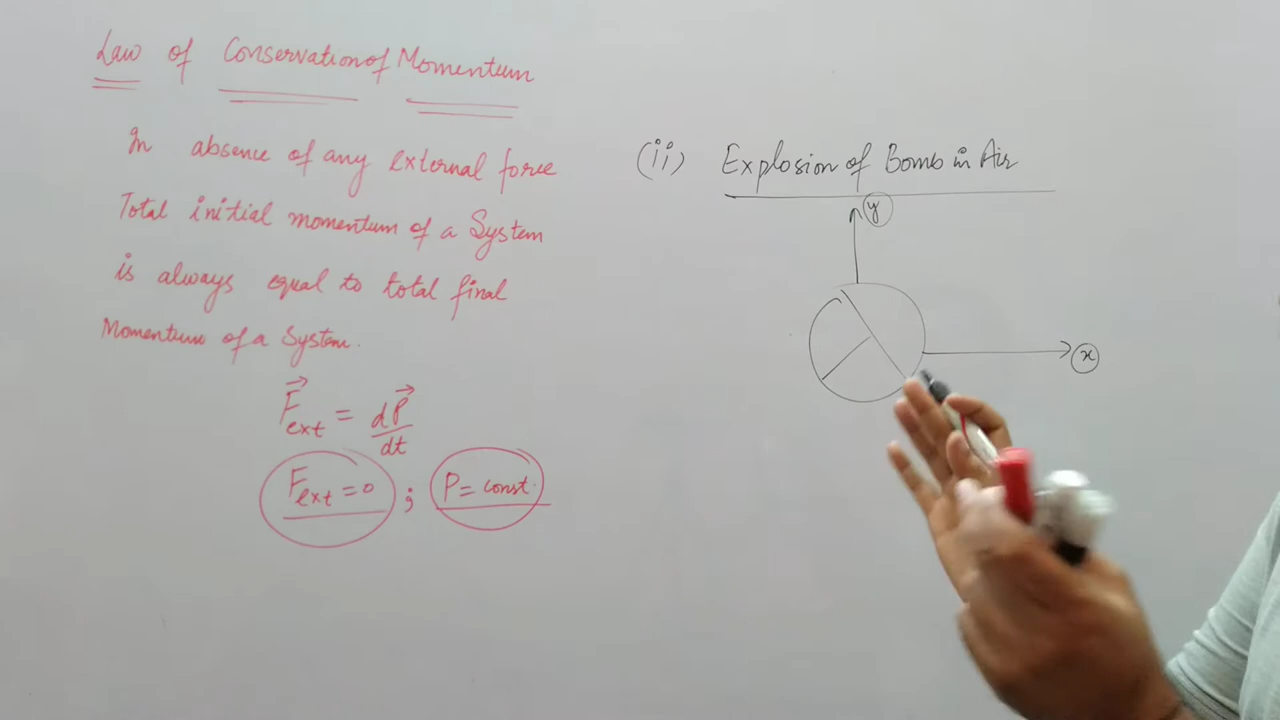 Law of Conservation of Momentum
In absence of any external force
Total initial momentum of a System
is always equal to total final
Momentum of a System.
F⃗ext = dP⃗/dt
Fext = 0 ; P = const.
(ii) Explosion of Bomb in Air
y
x